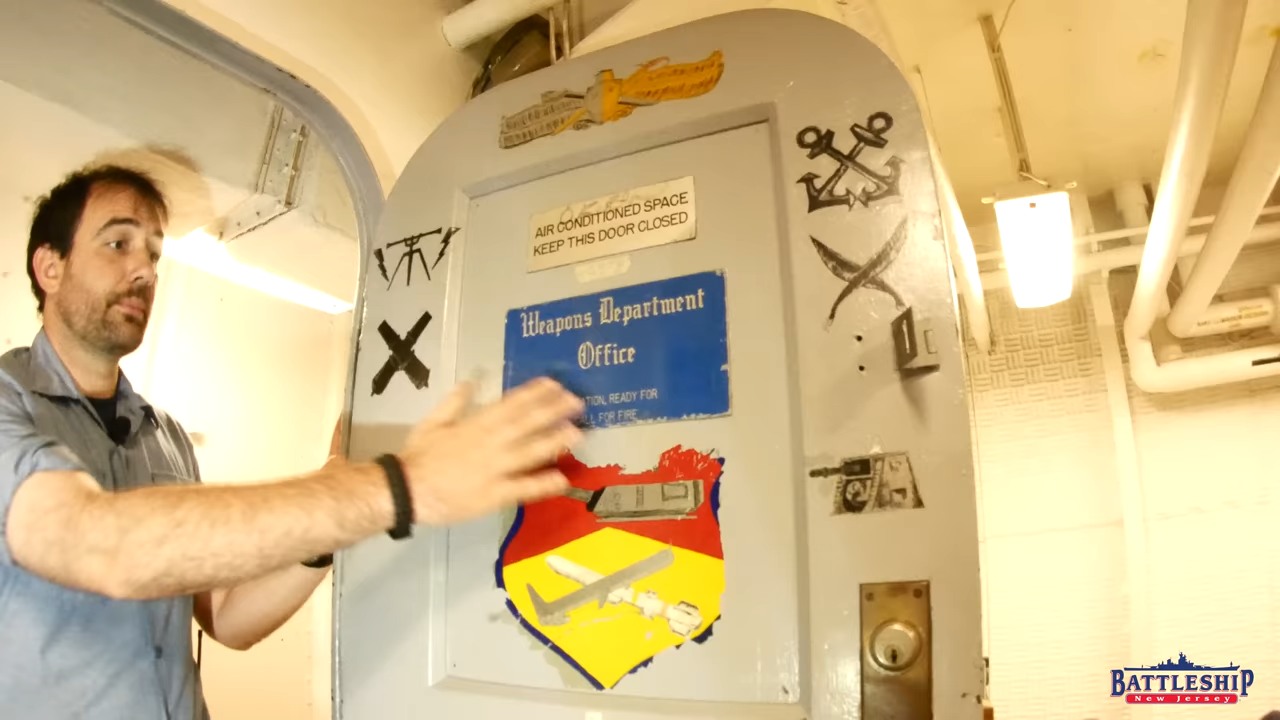 AIR CONDITIONED SPACE
KEEP THIS DOOR CLOSED
Weapons Department
Office
READY FOR
FOR FIRE
BATTLESHIP
New Jersey